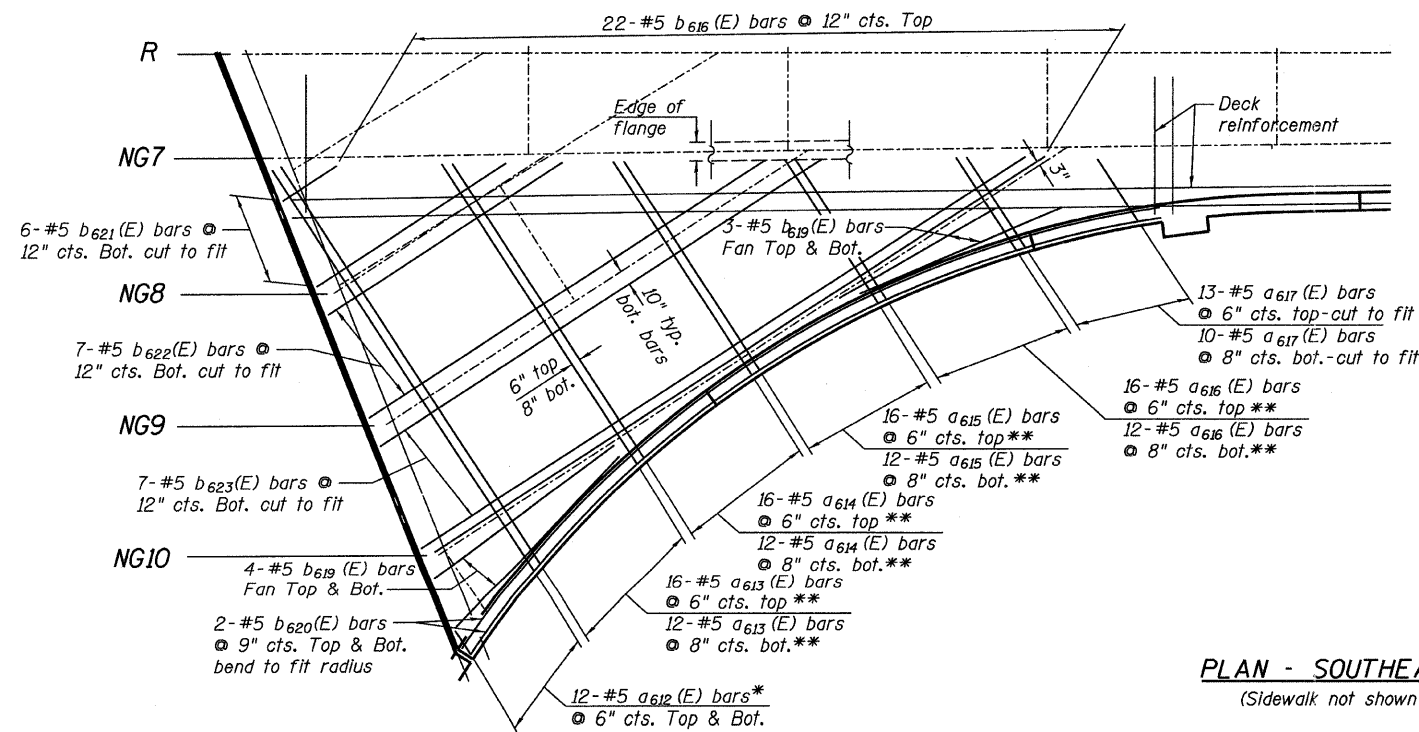 22-#5 b616(E) bars @ 12" cts. Top
R
Edge of
flange
Deck
reinforcement
NG7
3"
6-#5 b621(E) bars @
12" cts. Bot. cut to fit
3-#5 b619(E) bars
Fan Top & Bot.
NG8
10" typ.
bot. bars
13-#5 a617(E) bars
@ 6" cts. top-cut to fit
10-#5 a617(E) bars
@ 8" cts. bot.-cut to fit
7-#5 b622(E) bars @
12" cts. Bot. cut to fit
6" top
8" bot.
16-#5 a616(E) bars
@ 6" cts. top**
12-#5 a616(E) bars
@ 8" cts. bot.**
NG9
16-#5 a615(E) bars
@ 6" cts. top**
12-#5 a615(E) bars
@ 8" cts. bot.**
7-#5 b623(E) bars @
12" cts. Bot. cut to fit
16-#5 a614(E) bars
@ 6" cts. top **
12-#5 a614(E) bars
@ 8" cts. bot.**
NG10
4-#5 b619 (E) bars
Fan Top & Bot.
16-#5 a613(E) bars
@ 6" cts. top **
12-#5 a613(E) bars
@ 8" cts. bot.**
2-#5 b620(E) bars
@ 9" cts. Top & Bot.
bend to fit radius
12-#5 a612(E) bars*
@ 6" cts. Top & Bot.
PLAN - SOUTHEA
(Sidewalk not shown